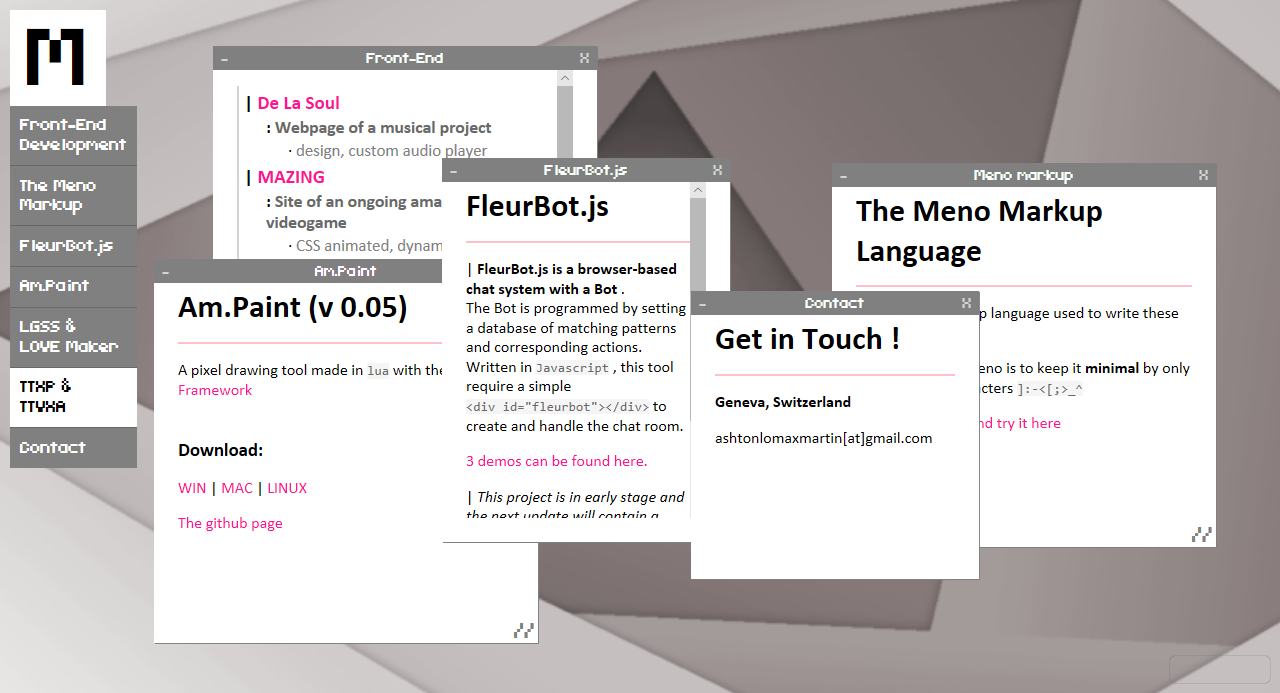 M
Front-End
Development
The Meno
Markup
FleurBot.js
Am.Paint
LGSS &
LOVE Maker
TTXP &
TTVXA
Contact
- Front-End X
| De La Soul
: Webpage of a musical project
· design, custom audio player
| MAZING
: Site of an ongoing ama
videogame
· CSS animated, dynam
- Am.Paint
Am.Paint (v 0.05)
A pixel drawing tool made in lua with the
Framework
Download:
WIN | MAC | LINUX
The github page
- FleurBot.js X
FleurBot.js
| FleurBot.js is a browser-based
chat system with a Bot .
The Bot is programmed by setting
a database of matching patterns
and corresponding actions.
Written in Javascript , this tool
require a simple
<div id="fleurbot"></div> to
create and handle the chat room.
3 demos can be found here.
| This project is in early stage and
the next update will contain a
- Contact X
Get in Touch !
Geneva, Switzerland
ashtonlomaxmartin[at]gmail.com
- Meno markup X
The Meno Markup
Language
p language used to write these
eno is to keep it minimal by only
cters ]:-<[;>_^
nd try it here